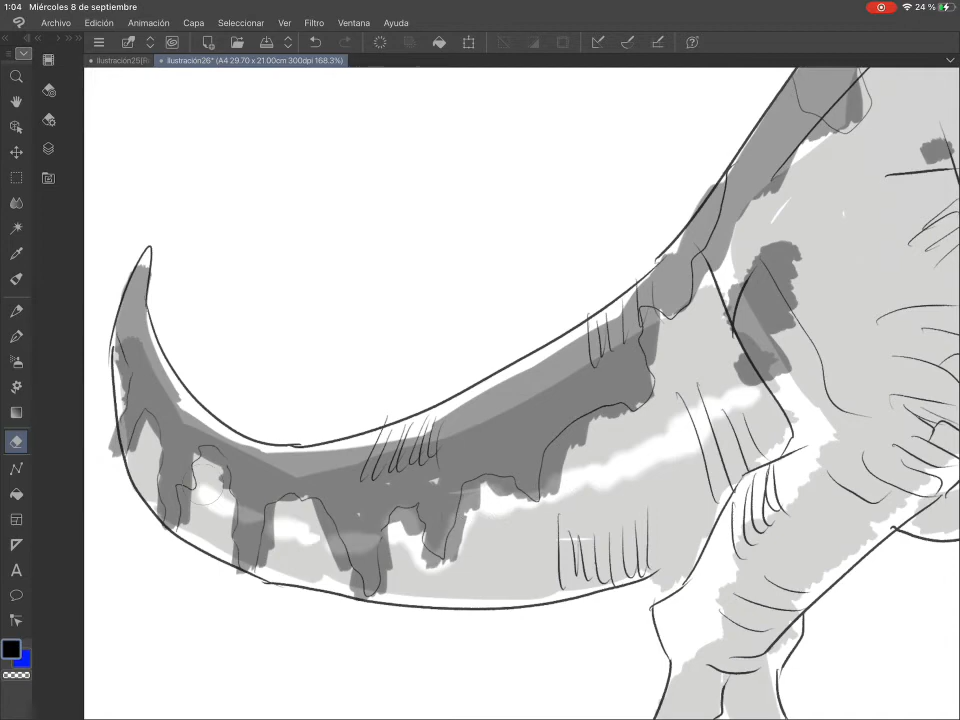 1:04 Miércoles 8 de septiembre
24 %
Archivo Edición Animación Capa Seleccionar Ver Filtro Ventana Ayuda
Ilustración26* (A4 29.70 x 21.00cm 300dpi 168.3%)
A